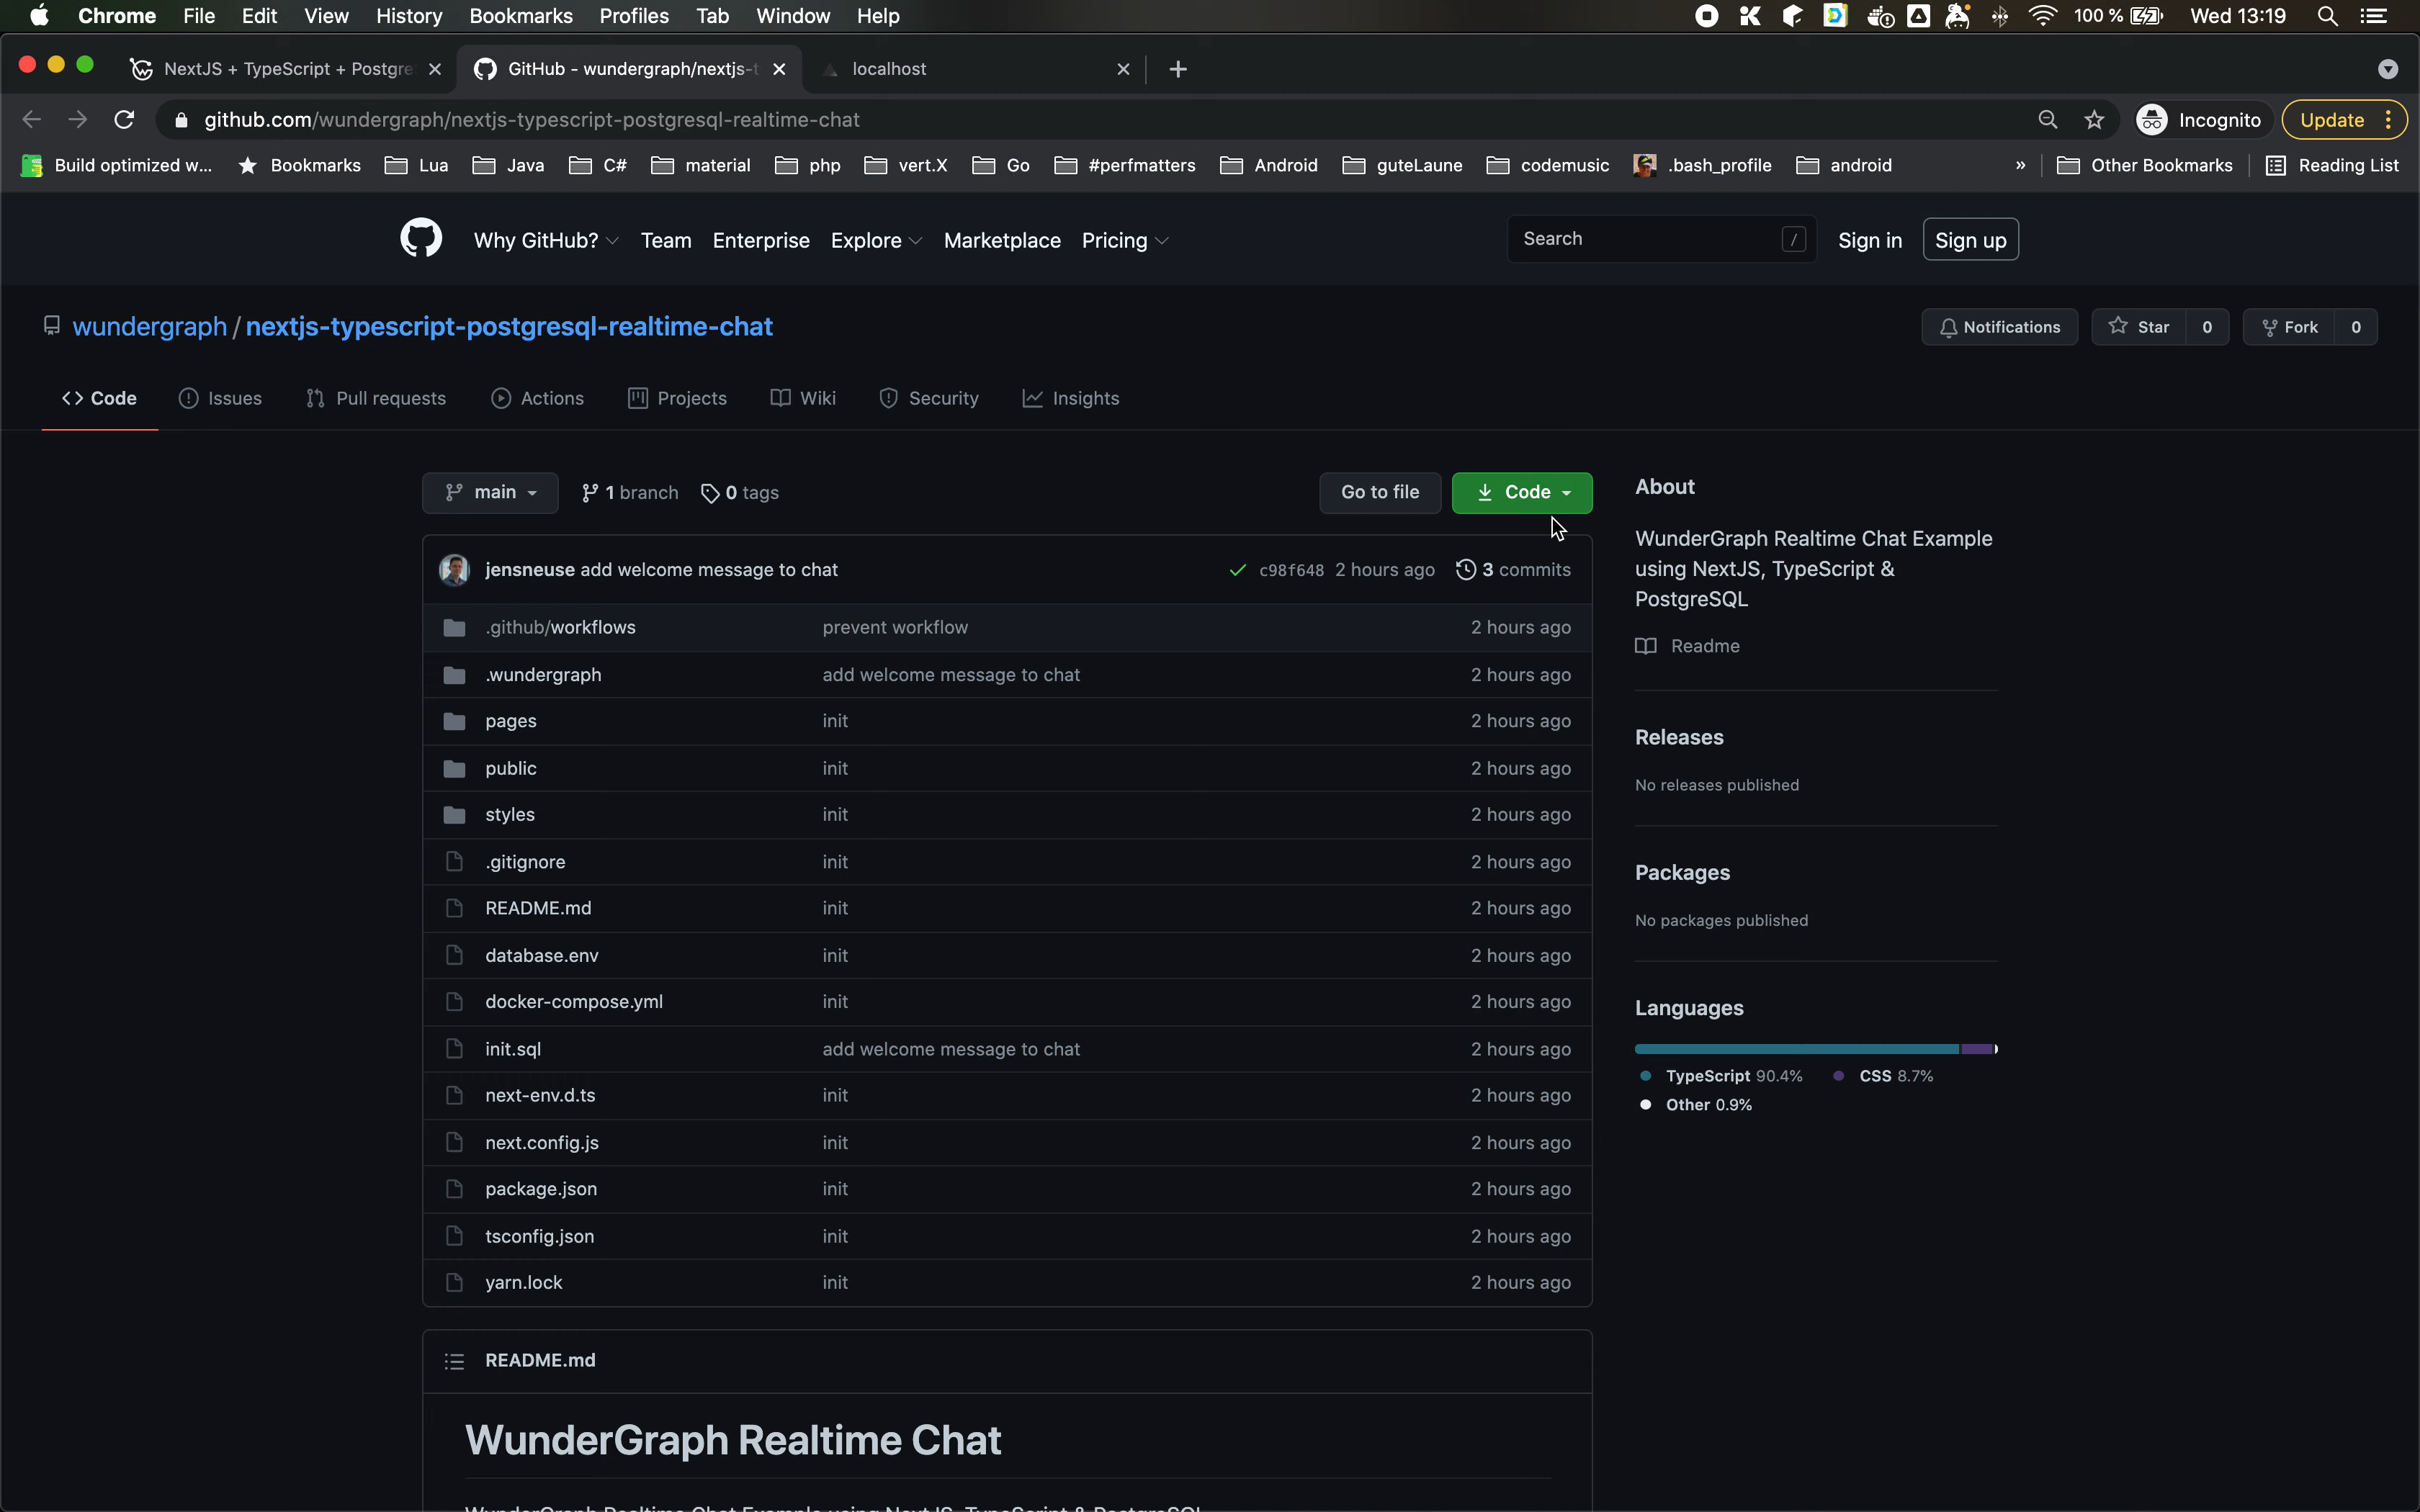 Chrome File Edit View History Bookmarks Profiles Tab Window Help 100 % Wed 13:19
NextJS + TypeScript + Postgre
GitHub - wundergraph/nextjs-t
localhost
github.com/wundergraph/nextjs-typescript-postgresql-realtime-chat Incognito Update
Build optimized w... Bookmarks Lua Java C# material php vert.X Go #perfmatters Android guteLaune codemusic .bash_profile android » Other Bookmarks Reading List
Why GitHub? Team Enterprise Explore Marketplace Pricing Search / Sign in Sign up
wundergraph / nextjs-typescript-postgresql-realtime-chat Notifications Star 0 Fork 0
<> Code Issues Pull requests Actions Projects Wiki Security Insights
main 1 branch 0 tags Go to file Code
jensneuse add welcome message to chat c98f648 2 hours ago 3 commits
.github/workflows prevent workflow 2 hours ago
.wundergraph add welcome message to chat 2 hours ago
pages init 2 hours ago
public init 2 hours ago
styles init 2 hours ago
.gitignore init 2 hours ago
README.md init 2 hours ago
database.env init 2 hours ago
docker-compose.yml init 2 hours ago
init.sql add welcome message to chat 2 hours ago
next-env.d.ts init 2 hours ago
next.config.js init 2 hours ago
package.json init 2 hours ago
tsconfig.json init 2 hours ago
yarn.lock init 2 hours ago
README.md
WunderGraph Realtime Chat
WunderGraph Realtime Chat Example using NextJS, TypeScript & PostgreSQL
About
WunderGraph Realtime Chat Example
using NextJS, TypeScript &
PostgreSQL
Readme
Releases
No releases published
Packages
No packages published
Languages
TypeScript 90.4% CSS 8.7%
Other 0.9%